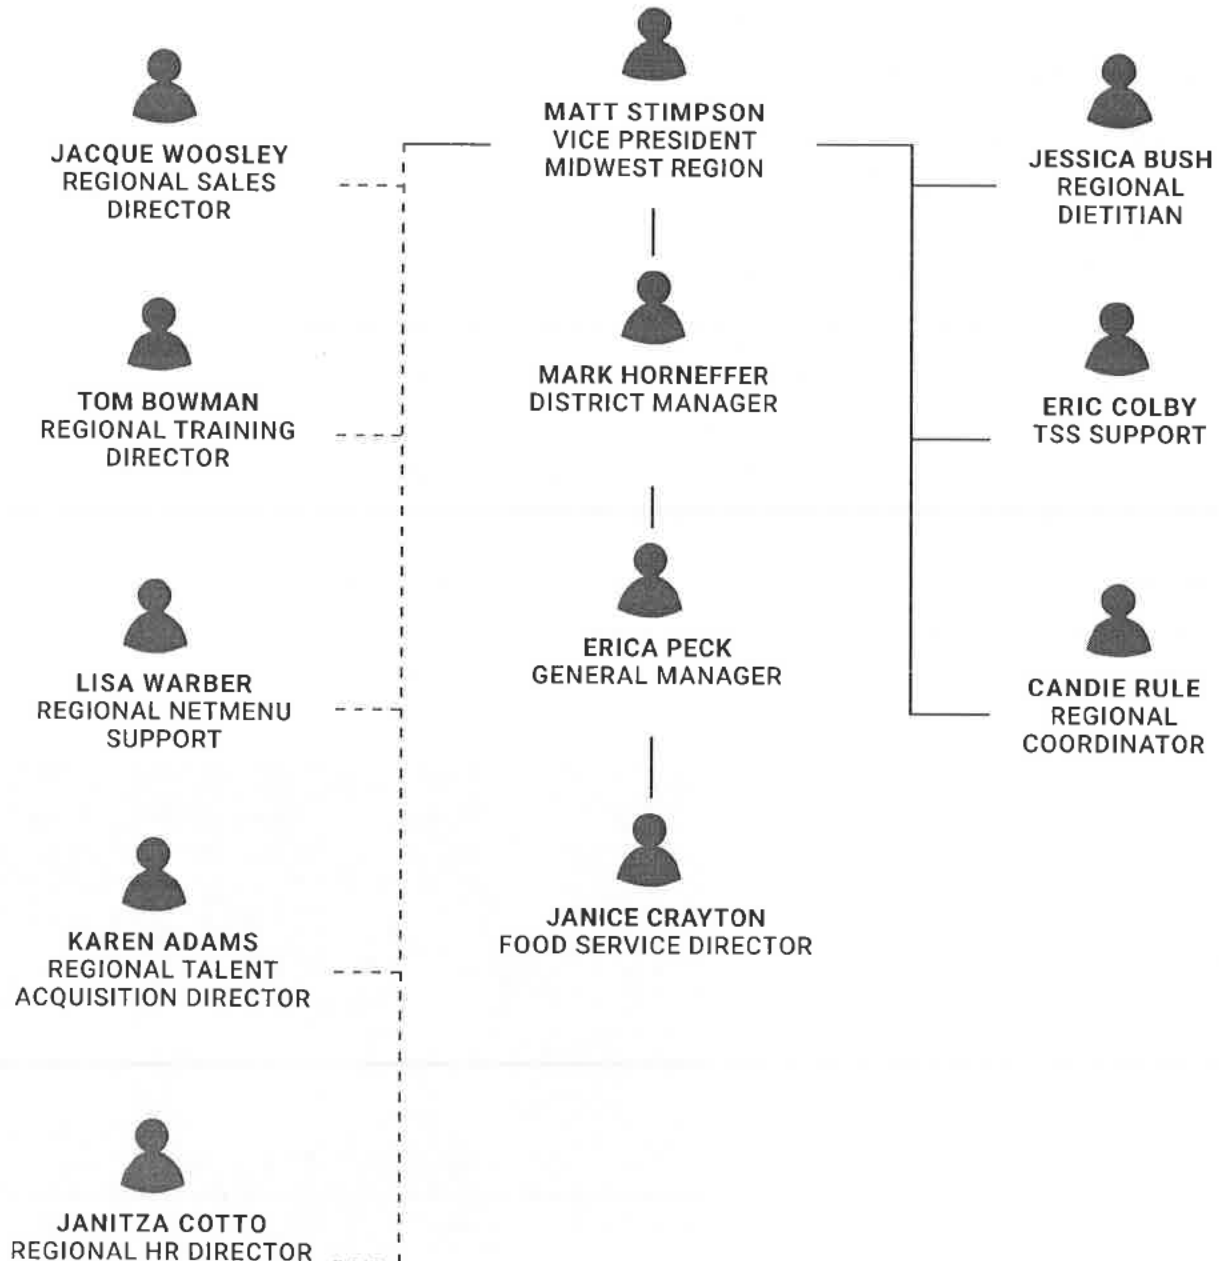 MATT STIMPSON
VICE PRESIDENT
MIDWEST REGION
JACQUE WOOSLEY
REGIONAL SALES
DIRECTOR
JESSICA BUSH
REGIONAL
DIETITIAN
TOM BOWMAN
REGIONAL TRAINING
DIRECTOR
MARK HORNEFFER
DISTRICT MANAGER
ERIC COLBY
TSS SUPPORT
LISA WARBER
REGIONAL NETMENU
SUPPORT
ERICA PECK
GENERAL MANAGER
CANDIE RULE
REGIONAL
COORDINATOR
KAREN ADAMS
REGIONAL TALENT
ACQUISITION DIRECTOR
JANICE CRAYTON
FOOD SERVICE DIRECTOR
JANITZA COTTO
REGIONAL HR DIRECTOR